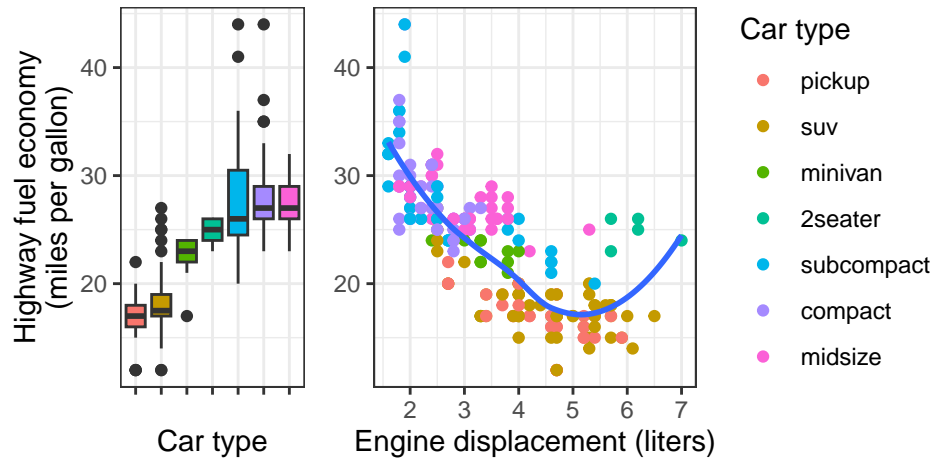 Highway fuel economy
(miles per gallon)
40
30
20
Car type
40
30
20
2 3 4 5 6 7
Engine displacement (liters)
Car type
pickup
suv
minivan
2seater
subcompact
compact
midsize